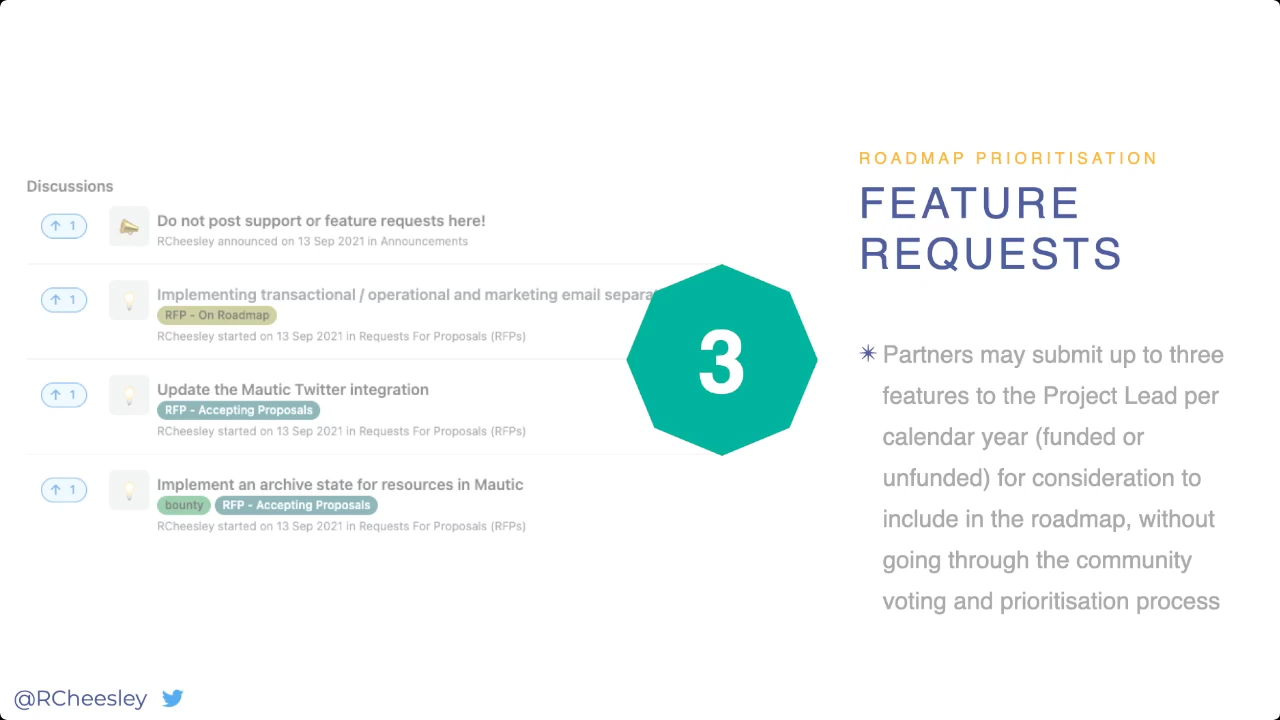 Discussions
↑ 1
Do not post support or feature requests here!
RCheesley announced on 13 Sep 2021 in Announcements
↑ 1
Implementing transactional / operational and marketing email separat
RFP - On Roadmap
RCheesley started on 13 Sep 2021 in Requests For Proposals (RFPs)
↑ 1
Update the Mautic Twitter integration
RFP - Accepting Proposals
RCheesley started on 13 Sep 2021 in Requests For Proposals (RFPs)
↑ 1
Implement an archive state for resources in Mautic
bounty RFP - Accepting Proposals
RCheesley started on 13 Sep 2021 in Requests For Proposals (RFPs)
3
ROADMAP PRIORITISATION
FEATURE
REQUESTS
✴ Partners may submit up to three
features to the Project Lead per
calendar year (funded or
unfunded) for consideration to
include in the roadmap, without
going through the community
voting and prioritisation process
@RCheesley